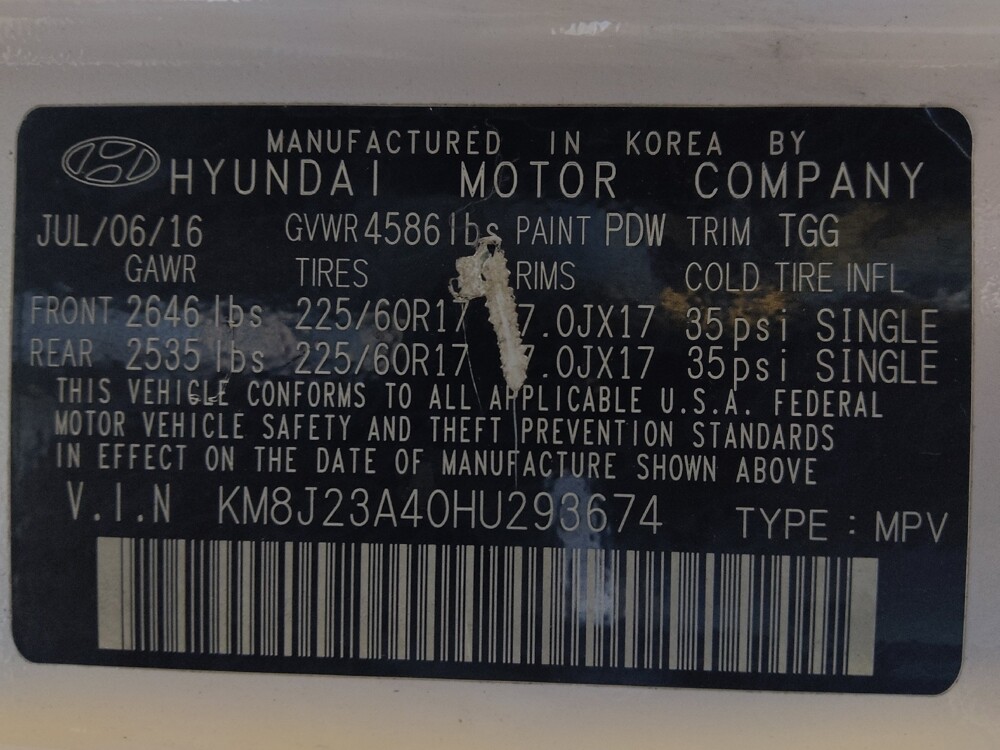 MANUFACTURED IN KOREA BY
HYUNDAI MOTOR COMPANY
JUL/06/16 GVWR 4586 lbs PAINT PDW TRIM TGG
GAWR TIRES RIMS COLD TIRE INFL
FRONT 2646 lbs 225/60R17 7.0JX17 35psi SINGLE
REAR 2535 lbs 225/60R17 7.0JX17 35psi SINGLE
THIS VEHICLE CONFORMS TO ALL APPLICABLE U.S.A. FEDERAL
MOTOR VEHICLE SAFETY AND THEFT PREVENTION STANDARDS
IN EFFECT ON THE DATE OF MANUFACTURE SHOWN ABOVE
V.I.N KM8J23A40HU293674 TYPE : MPV